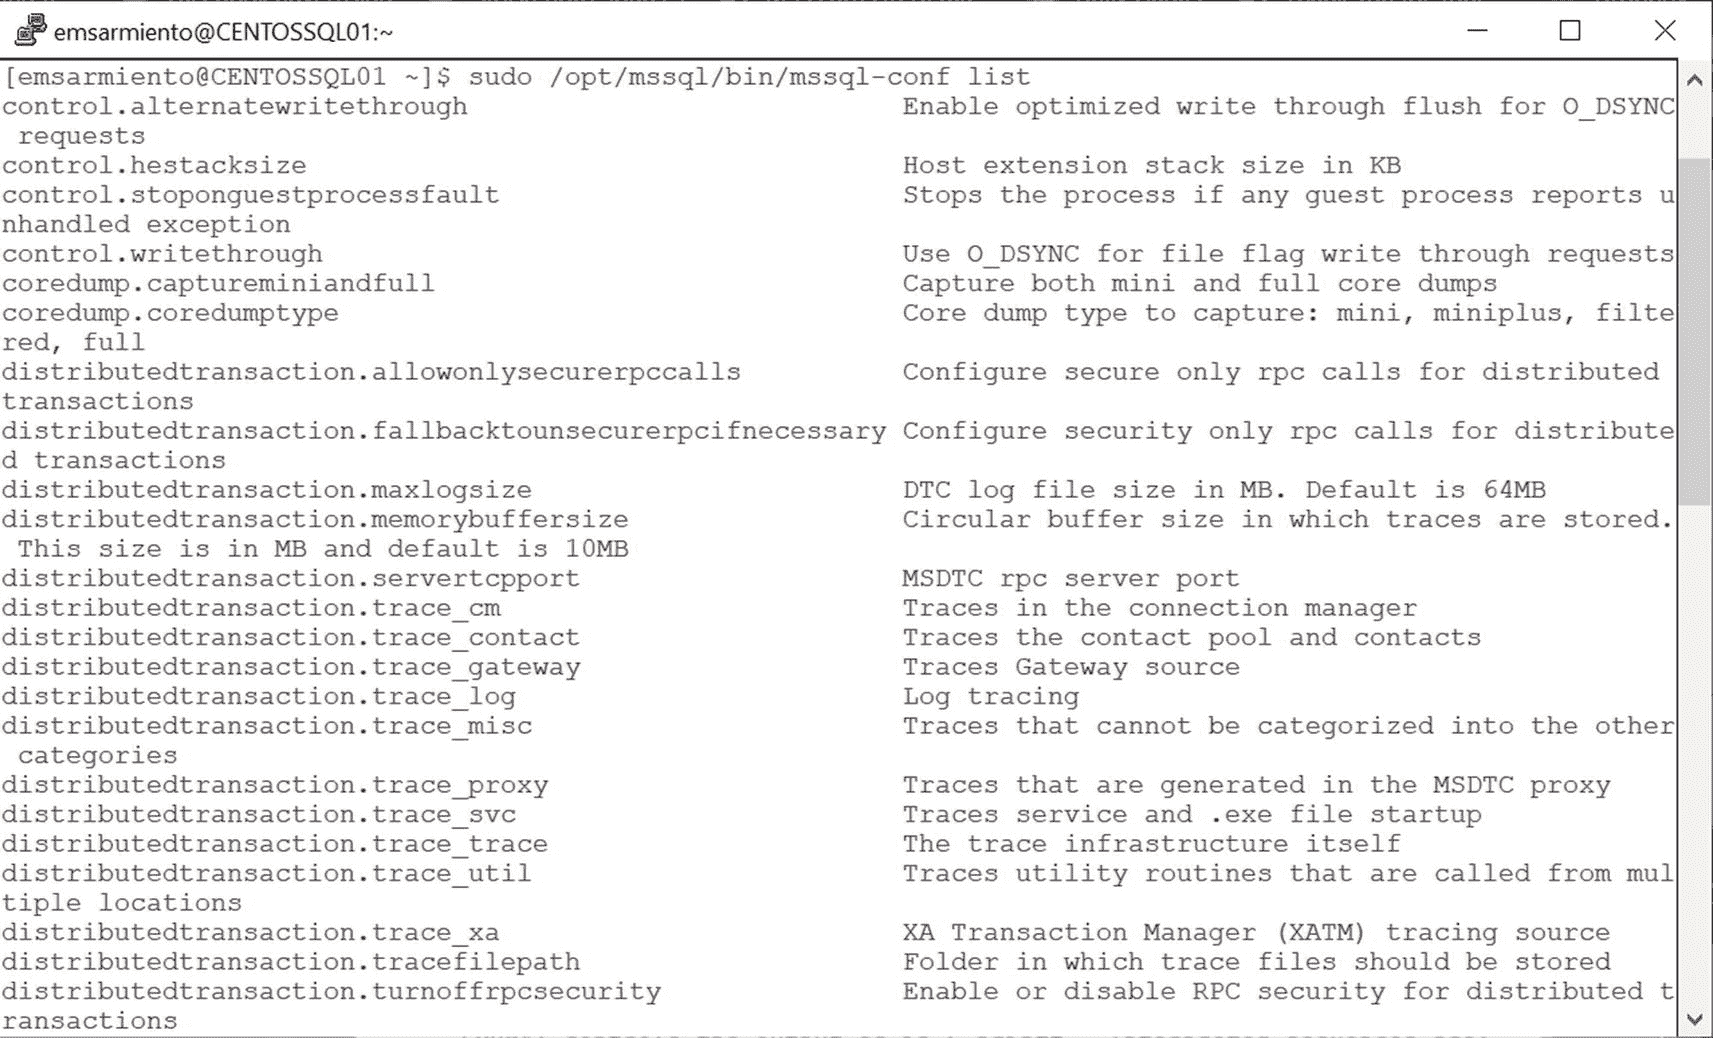 emsarmiento@CENTOSSQL01:~
[emsarmiento@CENTOSSQL01 ~]$ sudo /opt/mssql/bin/mssql-conf list
control.alternatewritethrough Enable optimized write through flush for O_DSYNC
requests
control.hestacksize Host extension stack size in KB
control.stoponguestprocessfault Stops the process if any guest process reports u
nhandled exception
control.writethrough Use O_DSYNC for file flag write through requests
coredump.captureminiandfull Capture both mini and full core dumps
coredump.coredumptype Core dump type to capture: mini, miniplus, filte
red, full
distributedtransaction.allowonlysecurerpccalls Configure secure only rpc calls for distributed
transactions
distributedtransaction.fallbacktounsecurerpcifnecessary Configure security only rpc calls for distribute
d transactions
distributedtransaction.maxlogsize DTC log file size in MB. Default is 64MB
distributedtransaction.memorybuffersize Circular buffer size in which traces are stored.
This size is in MB and default is 10MB
distributedtransaction.servertcpport MSDTC rpc server port
distributedtransaction.trace_cm Traces in the connection manager
distributedtransaction.trace_contact Traces the contact pool and contacts
distributedtransaction.trace_gateway Traces Gateway source
distributedtransaction.trace_log Log tracing
distributedtransaction.trace_misc Traces that cannot be categorized into the other
categories
distributedtransaction.trace_proxy Traces that are generated in the MSDTC proxy
distributedtransaction.trace_svc Traces service and .exe file startup
distributedtransaction.trace_trace The trace infrastructure itself
distributedtransaction.trace_util Traces utility routines that are called from mul
tiple locations
distributedtransaction.trace_xa XA Transaction Manager (XATM) tracing source
distributedtransaction.tracefilepath Folder in which trace files should be stored
distributedtransaction.turnoffrpcsecurity Enable or disable RPC security for distributed t
ransactions